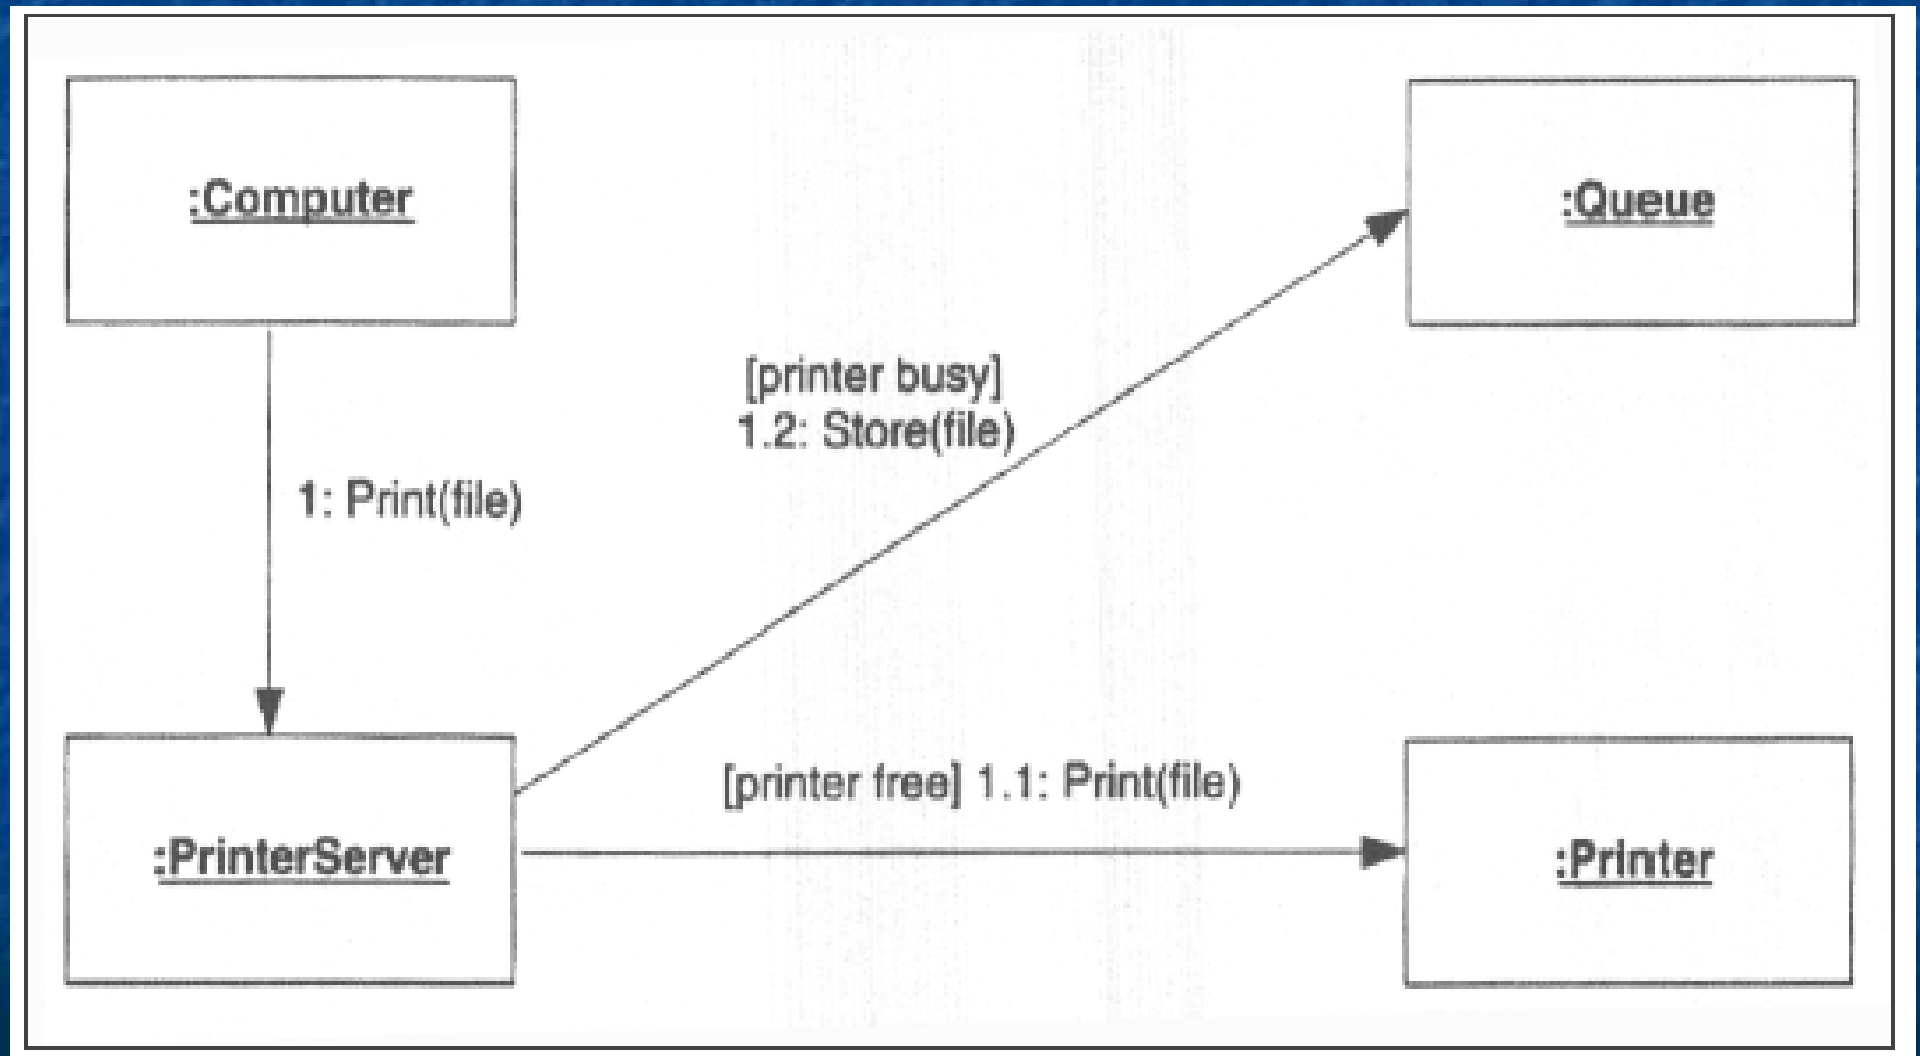 :Computer
:Queue
[printer busy]
1.2: Store(file)
1: Print(file)
[printer free] 1.1: Print(file)
:PrinterServer
:Printer